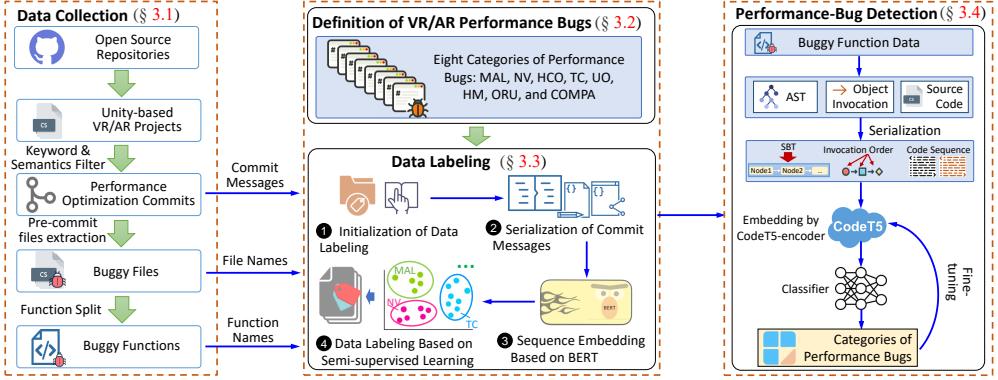 Data Collection (§ 3.1)
Open Source
Repositories
Unity-based
VR/AR Projects
CS
Keyword &
Semantics Filter
Performance
Optimization Commits
Pre-commit
files extraction
CS
Buggy Files
Function Split
Buggy Functions
Commit
Messages
File Names
Function
Names
Definition of VR/AR Performance Bugs (§ 3.2)
Eight Categories of Performance
Bugs: MAL, NV, HCO, TC, UO,
HM, ORU, and COMPA
Data Labeling (§ 3.3)
1 Initialization of Data
Labeling
2 Serialization of Commit
Messages
MAL
NV
TC
...
BERT
4 Data Labeling Based on
Semi-supervised Learning
3 Sequence Embedding
Based on BERT
Performance-Bug Detection (§ 3.4)
Buggy Function Data
AST
Object
Invocation
CS
Source
Code
Serialization
SBT
Invocation Order
Code Sequence
Node1
Node2
...
Embedding by
CodeT5-encoder
CodeT5
Classifier
Fine-
tuning
Categories of
Performance Bugs